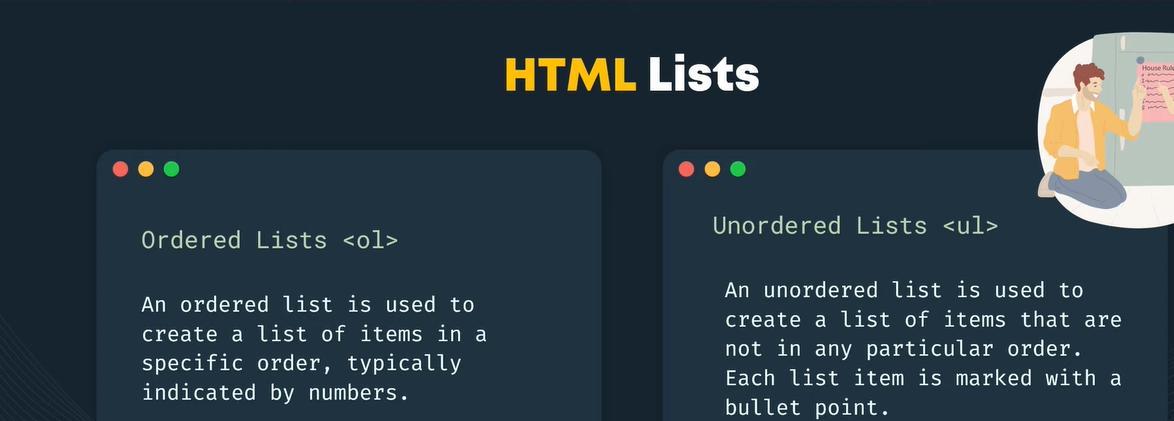 HTML Lists
House Rule
Ordered Lists <ol>
An ordered list is used to
create a list of items in a
specific order, typically
indicated by numbers.
Unordered Lists <ul>
An unordered list is used to
create a list of items that are
not in any particular order.
Each list item is marked with a
bullet point.